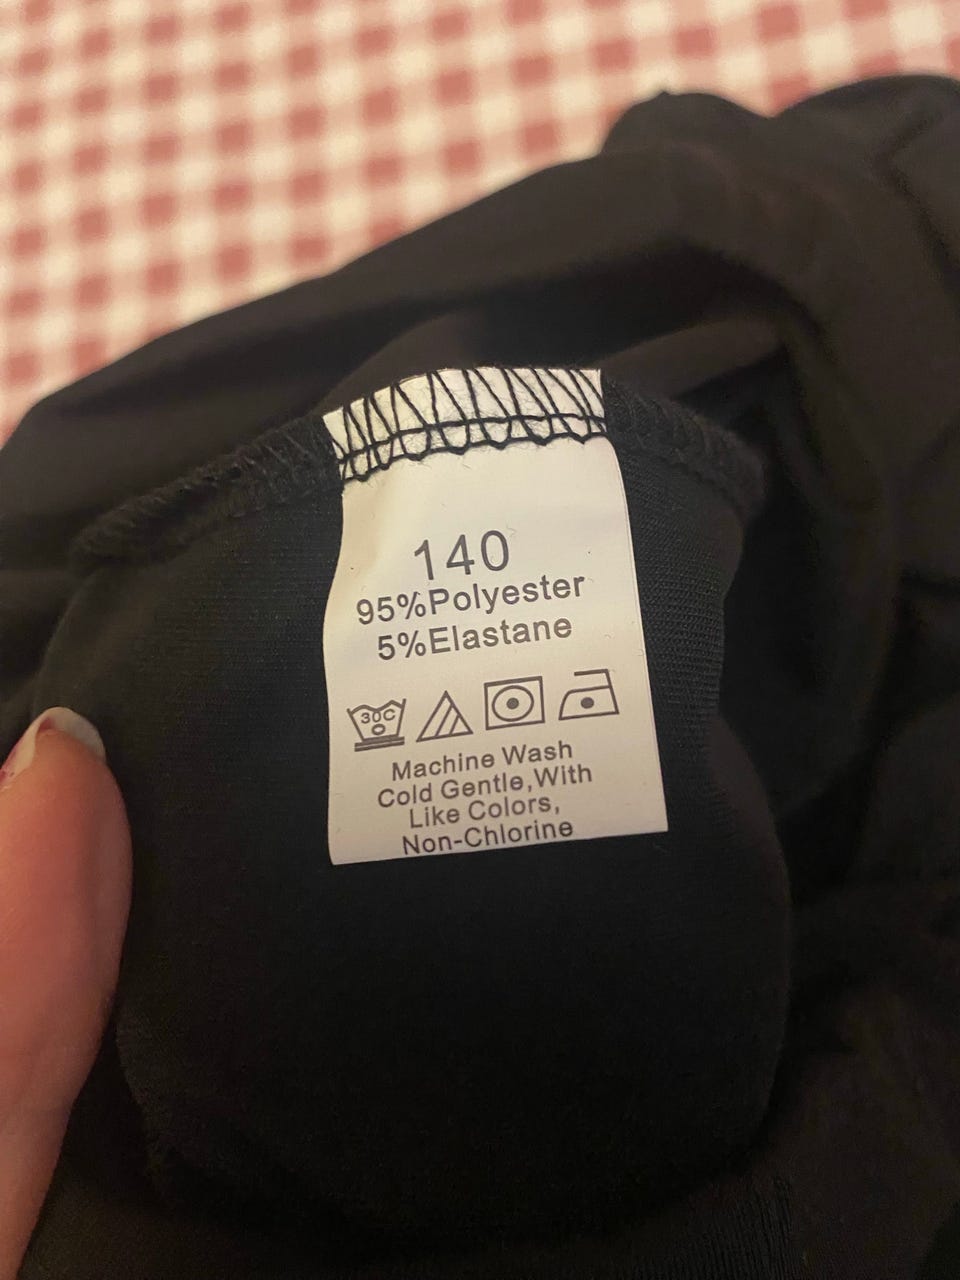 140
95%Polyester
5%Elastane
30C
Machine Wash
Cold Gentle,With
Like Colors,
Non-Chlorine